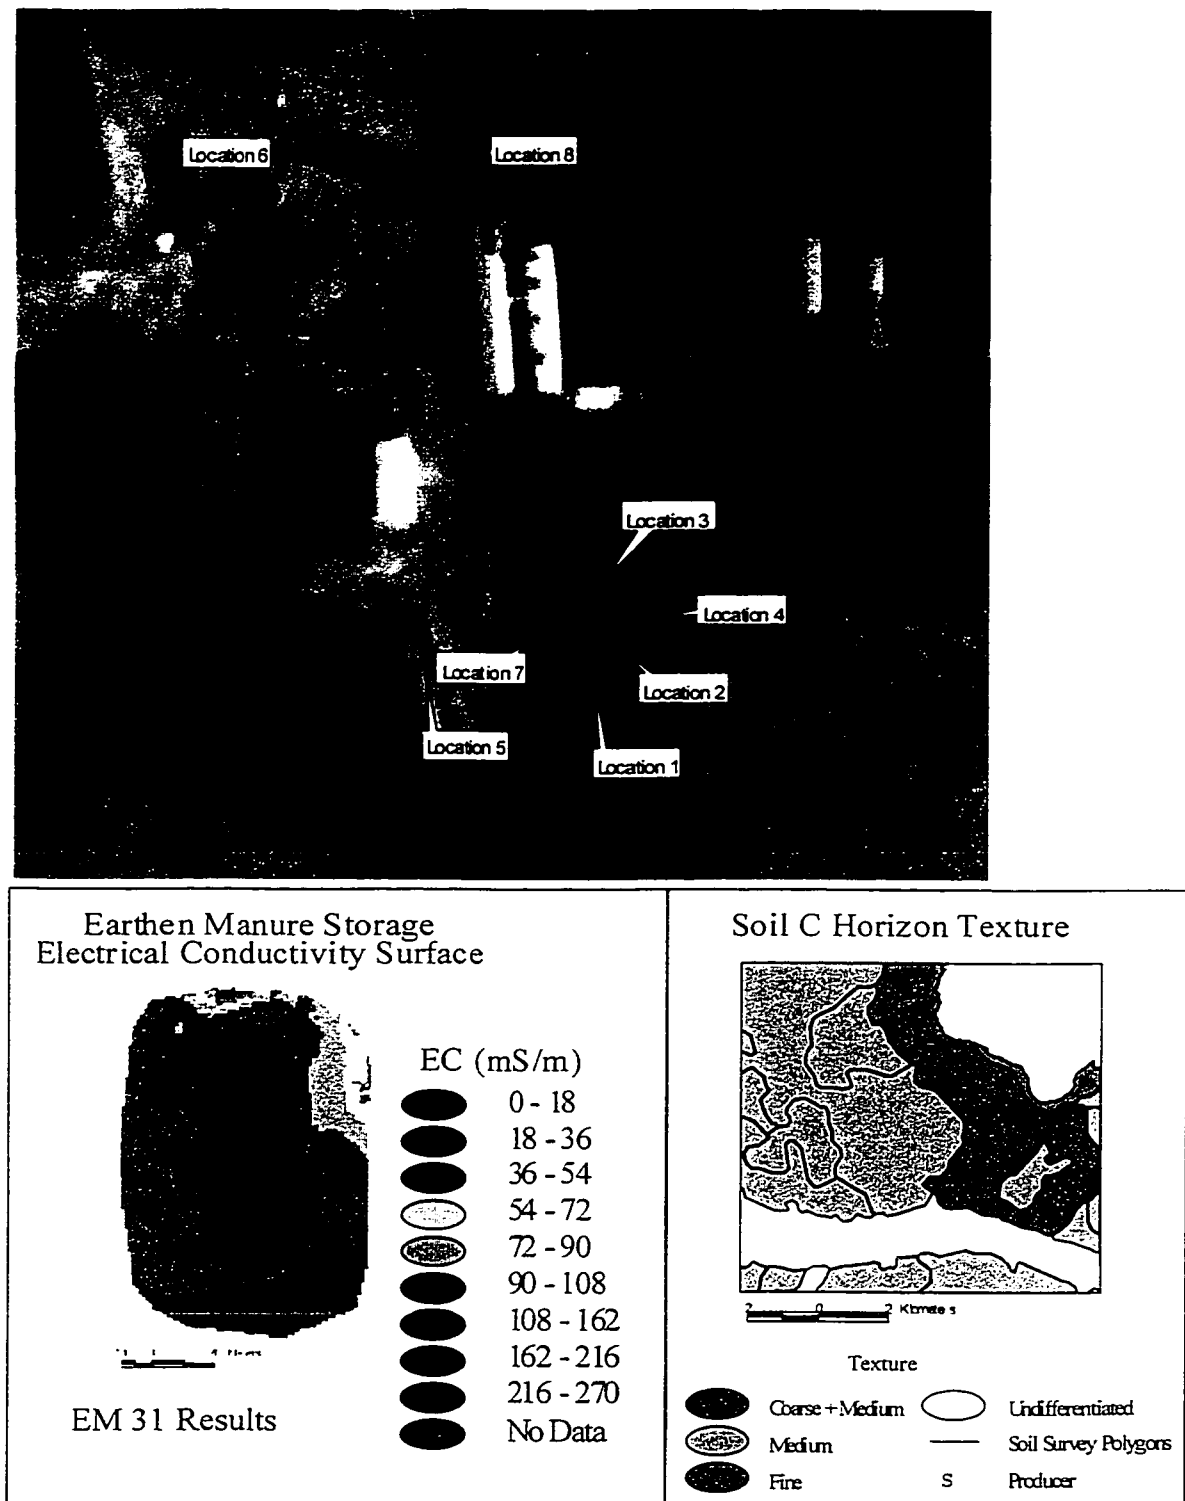 Location 6
Location 8
Location 3
Location 4
Location 7
Location 2
Location 5
Location 1
Earthen Manure Storage
Electrical Conductivity Surface
EC (mS/m)
0 - 18
18 - 36
36 - 54
54 - 72
72 - 90
90 - 108
108 - 162
162 - 216
216 - 270
No Data
EM 31 Results
Soil C Horizon Texture
2 0 2
Texture
Coarse + Medium
Undifferentiated
Medium
Soil Survey Polygons
Fine
S Producer